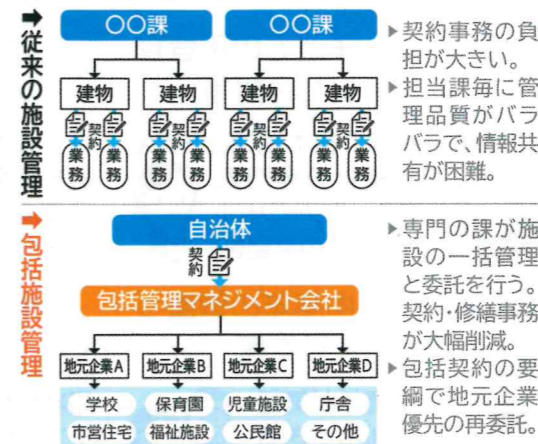 ➡従来の施設管理
〇〇課
〇〇課
建物
建物
建物
建物
契約
契約
契約
契約
業務
業務
業務
業務
業務
業務
業務
業務
▶契約事務の負
担が大きい。
▶担当課毎に管
理品質がバラ
バラで、情報共
有が困難。
➡包括施設管理
自治体
契約
包括管理マネジメント会社
地元企業A
地元企業B
地元企業C
地元企業D
学校
保育園
児童施設
庁舎
市営住宅
福祉施設
公民館
その他
▶専門の課が施
設の一括管理
と委託を行う。
契約・修繕事務
が大幅削減。
▶包括契約の要
綱で地元企業
優先の再委託。